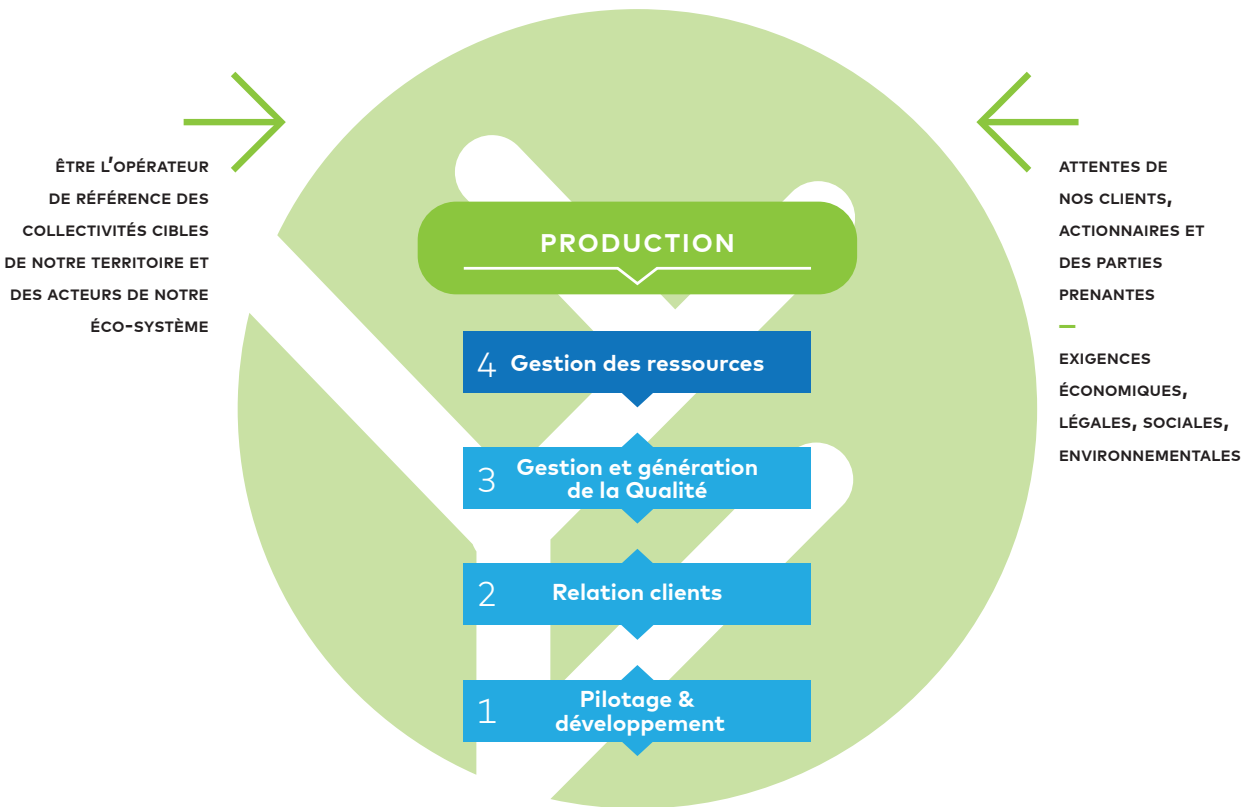 ÊTRE L'OPÉRATEUR
DE RÉFÉRENCE DES
COLLECTIVITÉS CIBLES
DE NOTRE TERRITOIRE ET
DES ACTEURS DE NOTRE
ÉCO-SYSTÈME
PRODUCTION
4 Gestion des ressources
3 Gestion et génération
de la Qualité
2 Relation clients
1 Pilotage &
développement
ATTENTES DE
NOS CLIENTS,
ACTIONNAIRES ET
DES PARTIES
PRENANTES
—
EXIGENCES
ÉCONOMIQUES,
LÉGALES, SOCIALES,
ENVIRONNEMENTALES